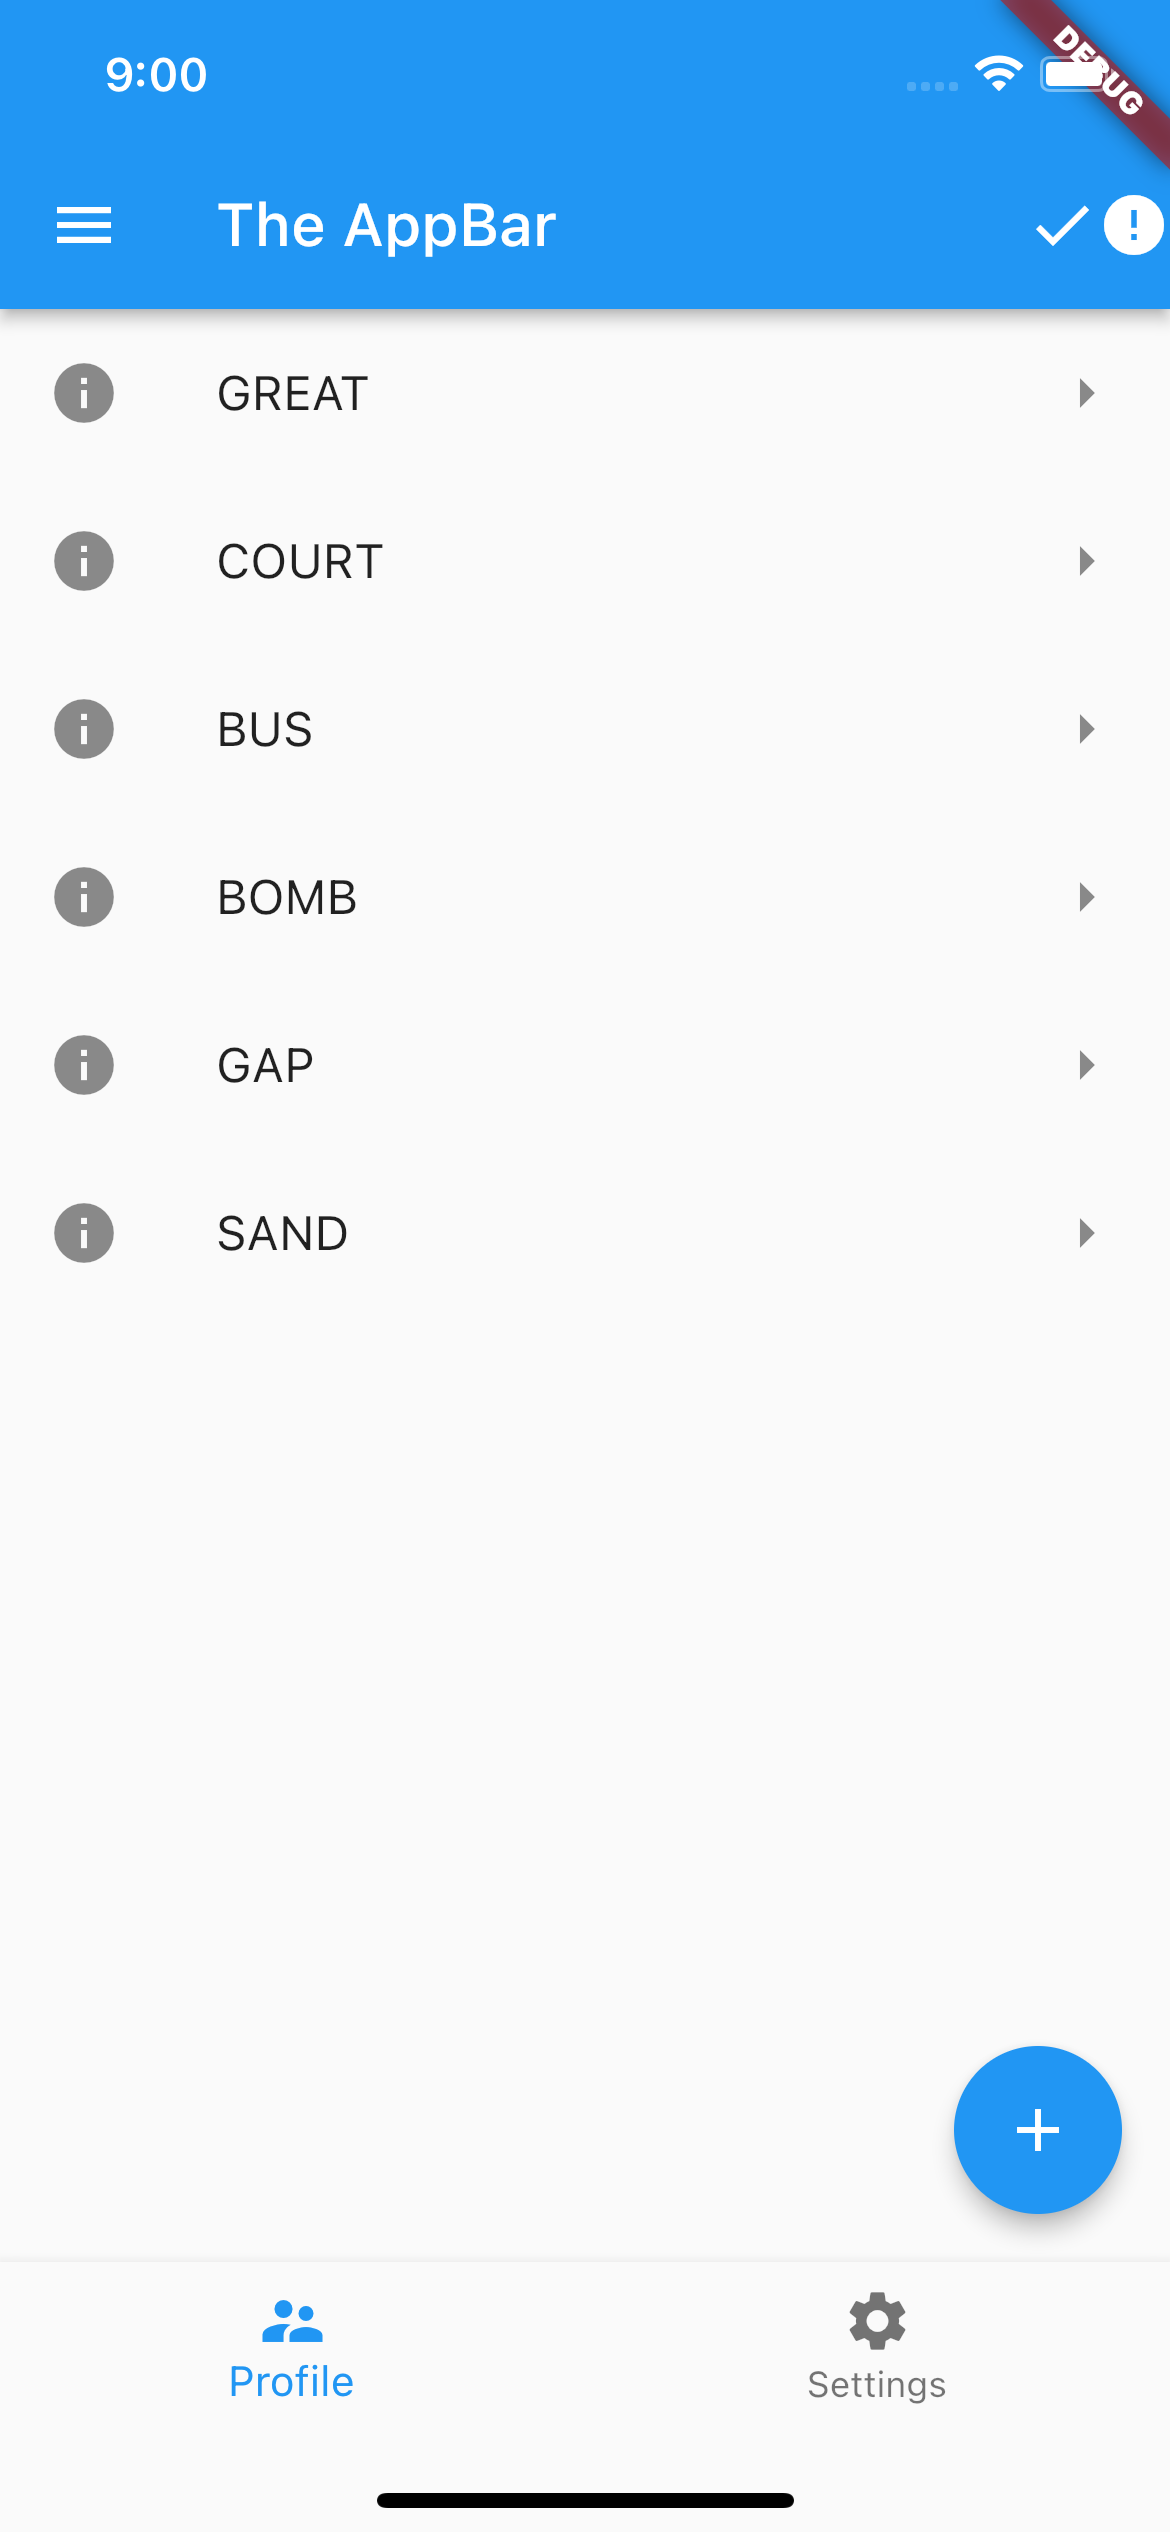 9:00
DEBUG
The AppBar
GREAT
COURT
BUS
BOMB
GAP
SAND
Profile
Settings